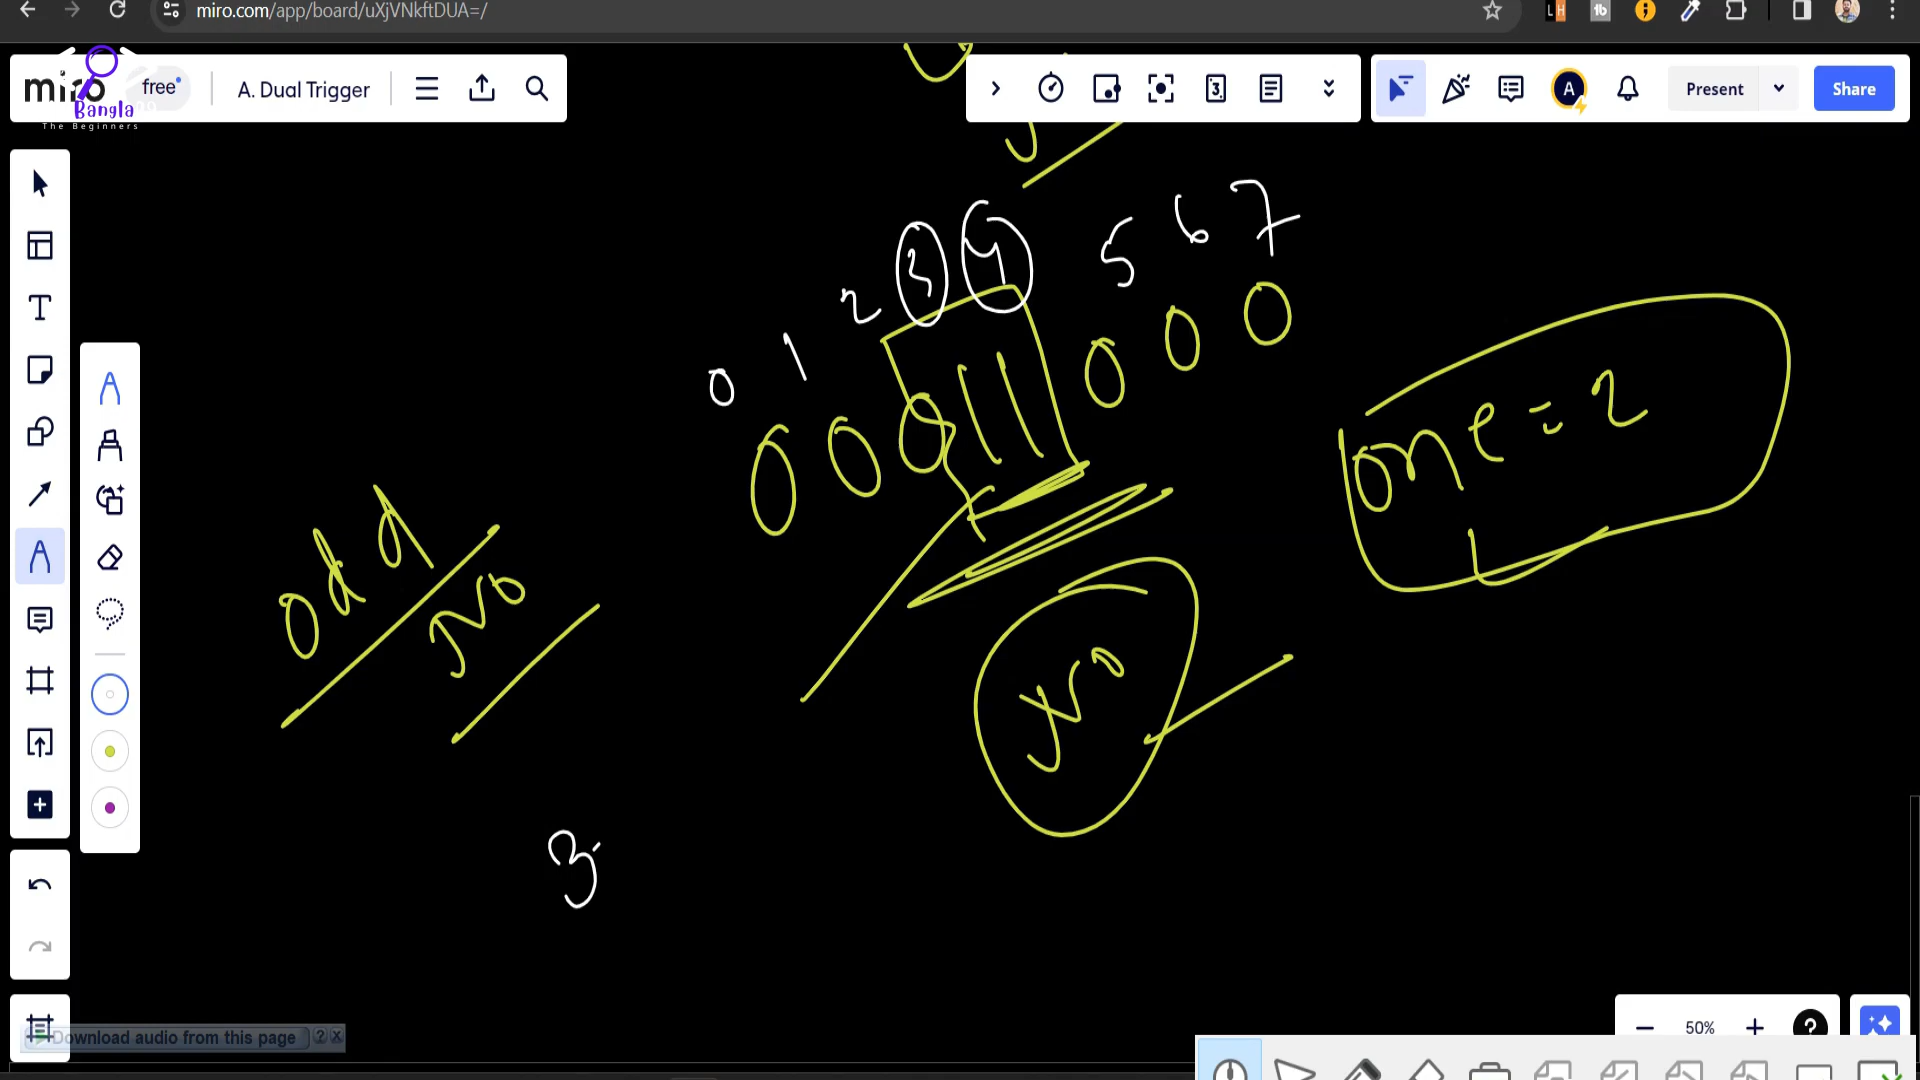 miro.com/app/board/uXjVNkftDUA=/
miro free A. Dual Trigger
Bangla
The Beginners
Present Share
0 1 2 3 4 5 6 7
0 0 0 1 1 0 0 0
one = 2
odd
No
3
50%
Download audio from this page